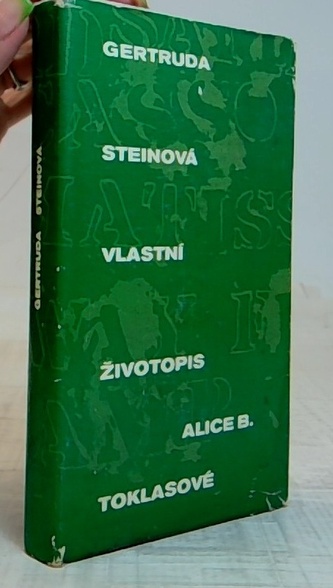 GERTRUDA
STEINOVÁ
VLASTNÍ
ŽIVOTOPIS
ALICE B.
TOKLASOVÉ
GERTRUDA STEINOVÁ